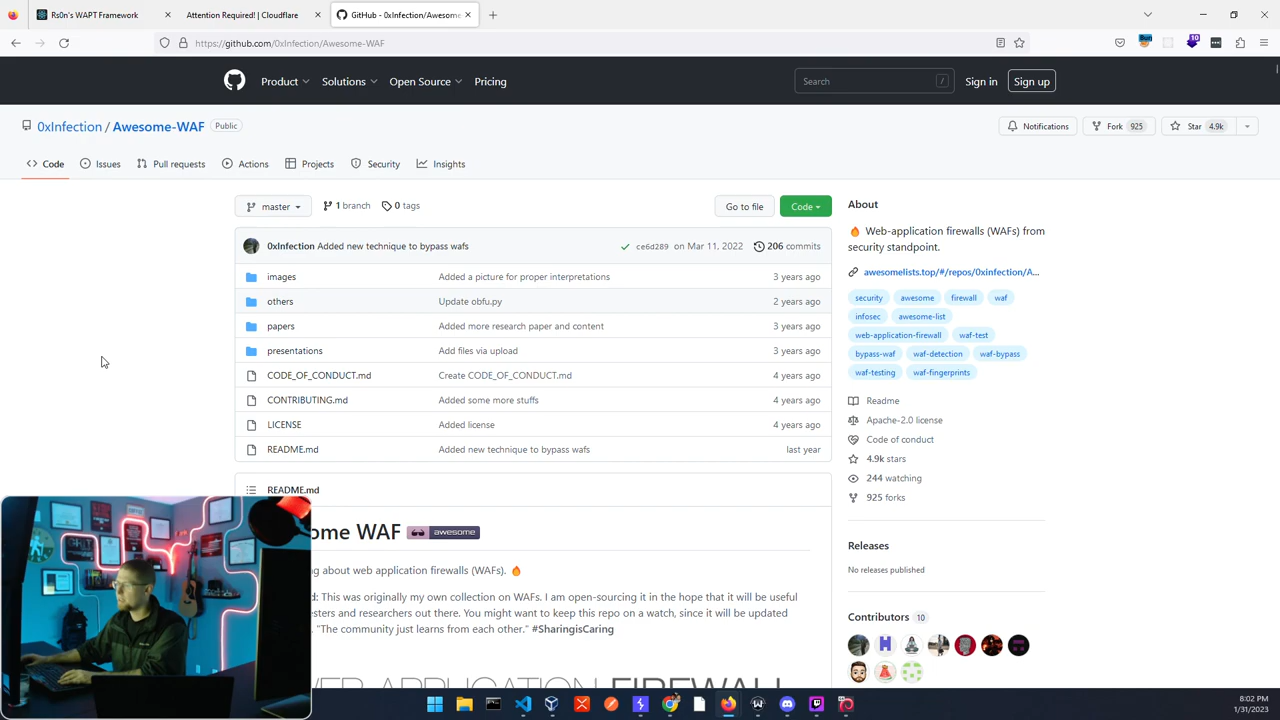 Rs0n's WAPT Framework
Attention Required! | Cloudflare
GitHub - 0xInfection/Awesome
https://github.com/0xInfection/Awesome-WAF
10
Product
Solutions
Open Source
Pricing
Search
/
Sign in
Sign up
0xInfection / Awesome-WAF
Public
Notifications
Fork 925
Star 4.9k
Code
Issues
Pull requests
Actions
Projects
Security
Insights
master
1 branch
0 tags
Go to file
Code
0xInfection Added new technique to bypass wafs
ce6d289 on Mar 11, 2022
206 commits
images Added a picture for proper interpretations 3 years ago
others Update obfu.py 2 years ago
papers Added more research paper and content 3 years ago
presentations Add files via upload 3 years ago
CODE_OF_CONDUCT.md Create CODE_OF_CONDUCT.md 4 years ago
CONTRIBUTING.md Added some more stuffs 4 years ago
LICENSE Added license 4 years ago
README.md Added new technique to bypass wafs last year
README.md
ome WAF awesome
g about web application firewalls (WAFs).
d: This was originally my own collection on WAFs. I am open-sourcing it in the hope that it will be useful
esters and researchers out there. You might want to keep this repo on a watch, since it will be updated
. "The community just learns from each other." #SharingisCaring
WEB APPLICATION FIREWALL
About
Web-application firewalls (WAFs) from
security standpoint.
awesomelists.top/#/repos/0xinfection/A...
security awesome firewall waf
infosec awesome-list
web-application-firewall waf-test
bypass-waf waf-detection waf-bypass
waf-testing waf-fingerprints
Readme
Apache-2.0 license
Code of conduct
4.9k stars
244 watching
925 forks
Releases
No releases published
Contributors 10
8:02 PM
1/31/2023